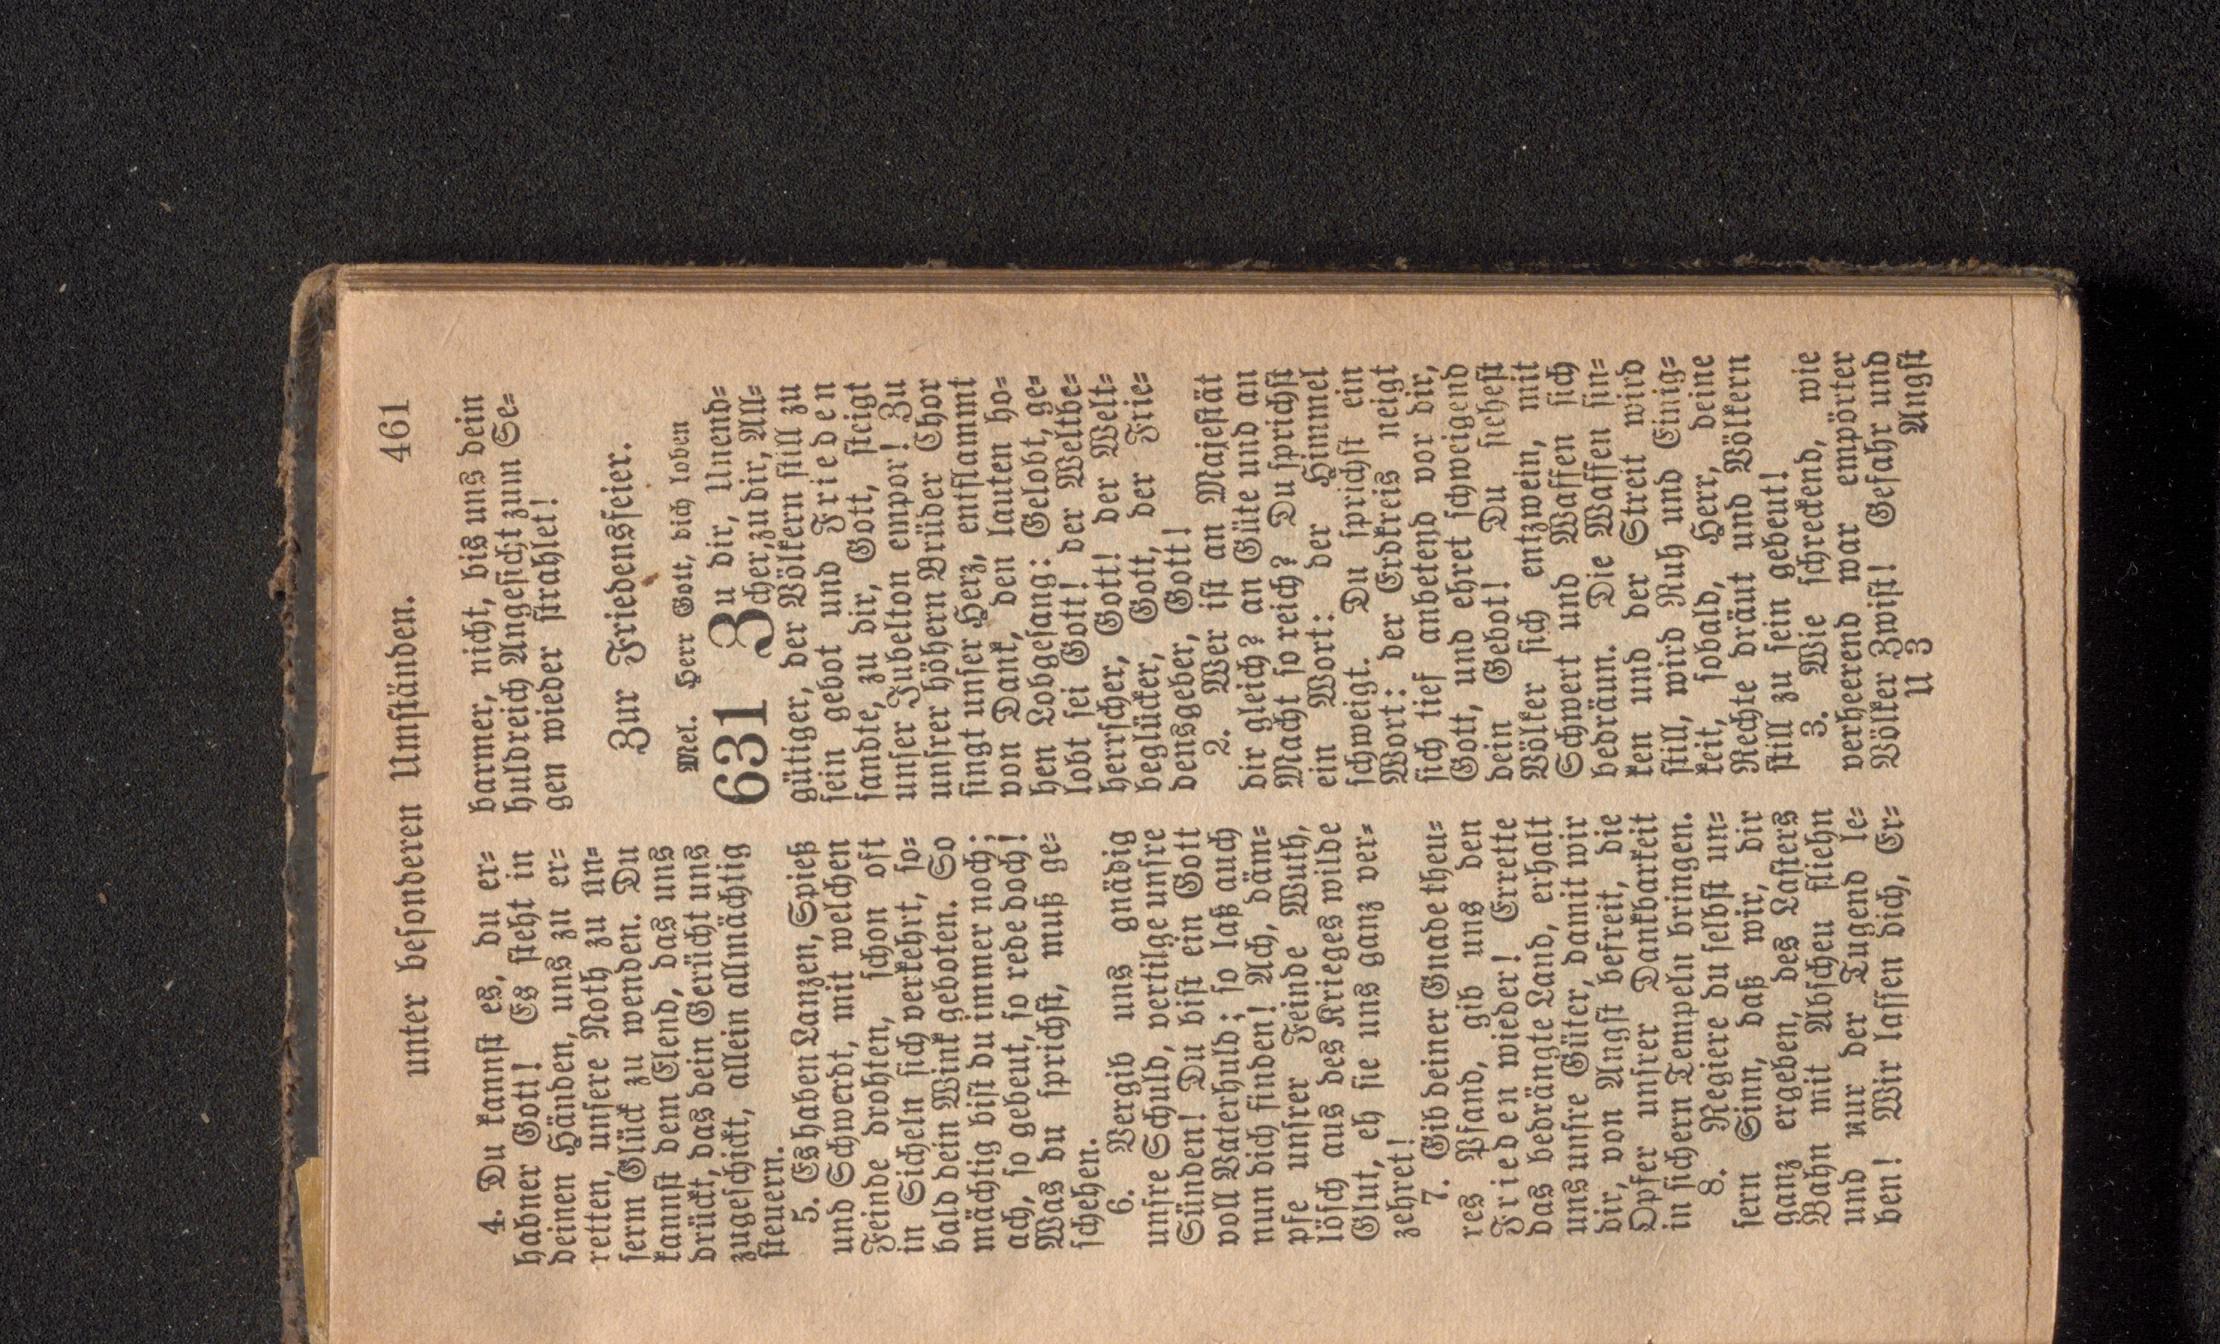 unter besonderen Umständen. 461
4. Du kannst es, du er-
habner Gott! Es steht in
deinen Händen, uns zu er-
retten, unsere Noth zu un-
serm Glück zu wenden. Du
kannst dem Elend, das uns
drückt, das dein Gerücht uns
zugeschickt, allein allmächtig
steuern.
5. Es haben Lanzen, Spieß
und Schwerdt, mit welchen
Feinde drohten, schon oft
in Sicheln sich verkehrt, so-
bald dein Wink geboten. So
mächtig bist du immer noch;
ach, so gebeut, so rede doch!
Was du sprichst, muß ge-
schehen.
6. Vergib uns gnädig
unsre Schuld, vertilge unsre
Sünden! Du bist ein Gott
voll Vaterhuld; so laß auch
nun dich finden! Ach, däm-
pfe unsrer Feinde Wuth,
lösch aus des Krieges wilde
Glut, eh sie uns ganz ver-
zehret!
7. Gib deiner Gnade theu-
res Pfand, gib uns den
Frieden wieder! Errette
das bedrängte Land, erhalt
uns unsre Güter, damit wir
dir, von Angst befreit, die
Opfer unsrer Dankbarkeit
in sichern Tempeln bringen.
8. Regiere du selbst un-
sern Sinn, daß wir, dir
ganz ergeben, des Lasters
Bahn mit Abscheu fliehn
und nur der Tugend le-
ben! Wir lassen dich, Er-
barmer, nicht, bis uns dein
huldreich Angesicht zum Se-
gen wieder strahlet!
Zur Friedensfeier.
Mel. Herr Gott, dich loben
631 Zu dir, Unend-
cher, zu dir, All-
gütiger, der Völkern still zu
sein gebot und Frieden
sandte, zu dir, Gott, steigt
unser Jubelton empor! Zu
unsrer höhern Brüder Chor
singt unser Herz, entflammt
von Dank, den lauten ho-
hen Lobgesang: Gelobt, ge-
lobt sei Gott! der Weltbe-
herrscher, Gott! der Welt-
beglücker, Gott, der Frie-
densgeber, Gott!
2. Wer ist an Majestät
dir gleich? an Güte und an
Macht so reich? Du sprichst
ein Wort: der Himmel
schweigt. Du sprichst ein
Wort: der Erdkreis neigt
sich tief anbetend vor dir,
Gott, und ehret schweigend
dein Gebot! Du siehest
Völker sich entzwein, mit
Schwert und Waffen sich
bedräun. Die Waffen sin-
ken und der Streit wird
still, wird Ruh und Einig-
keit, sobald, Herr, deine
Rechte dräut und Völkern
still zu sein gebeut!
3. Wie schreckend, wie
verheerend war empörter
Völker Zwist! Gefahr und
U 3 Angst